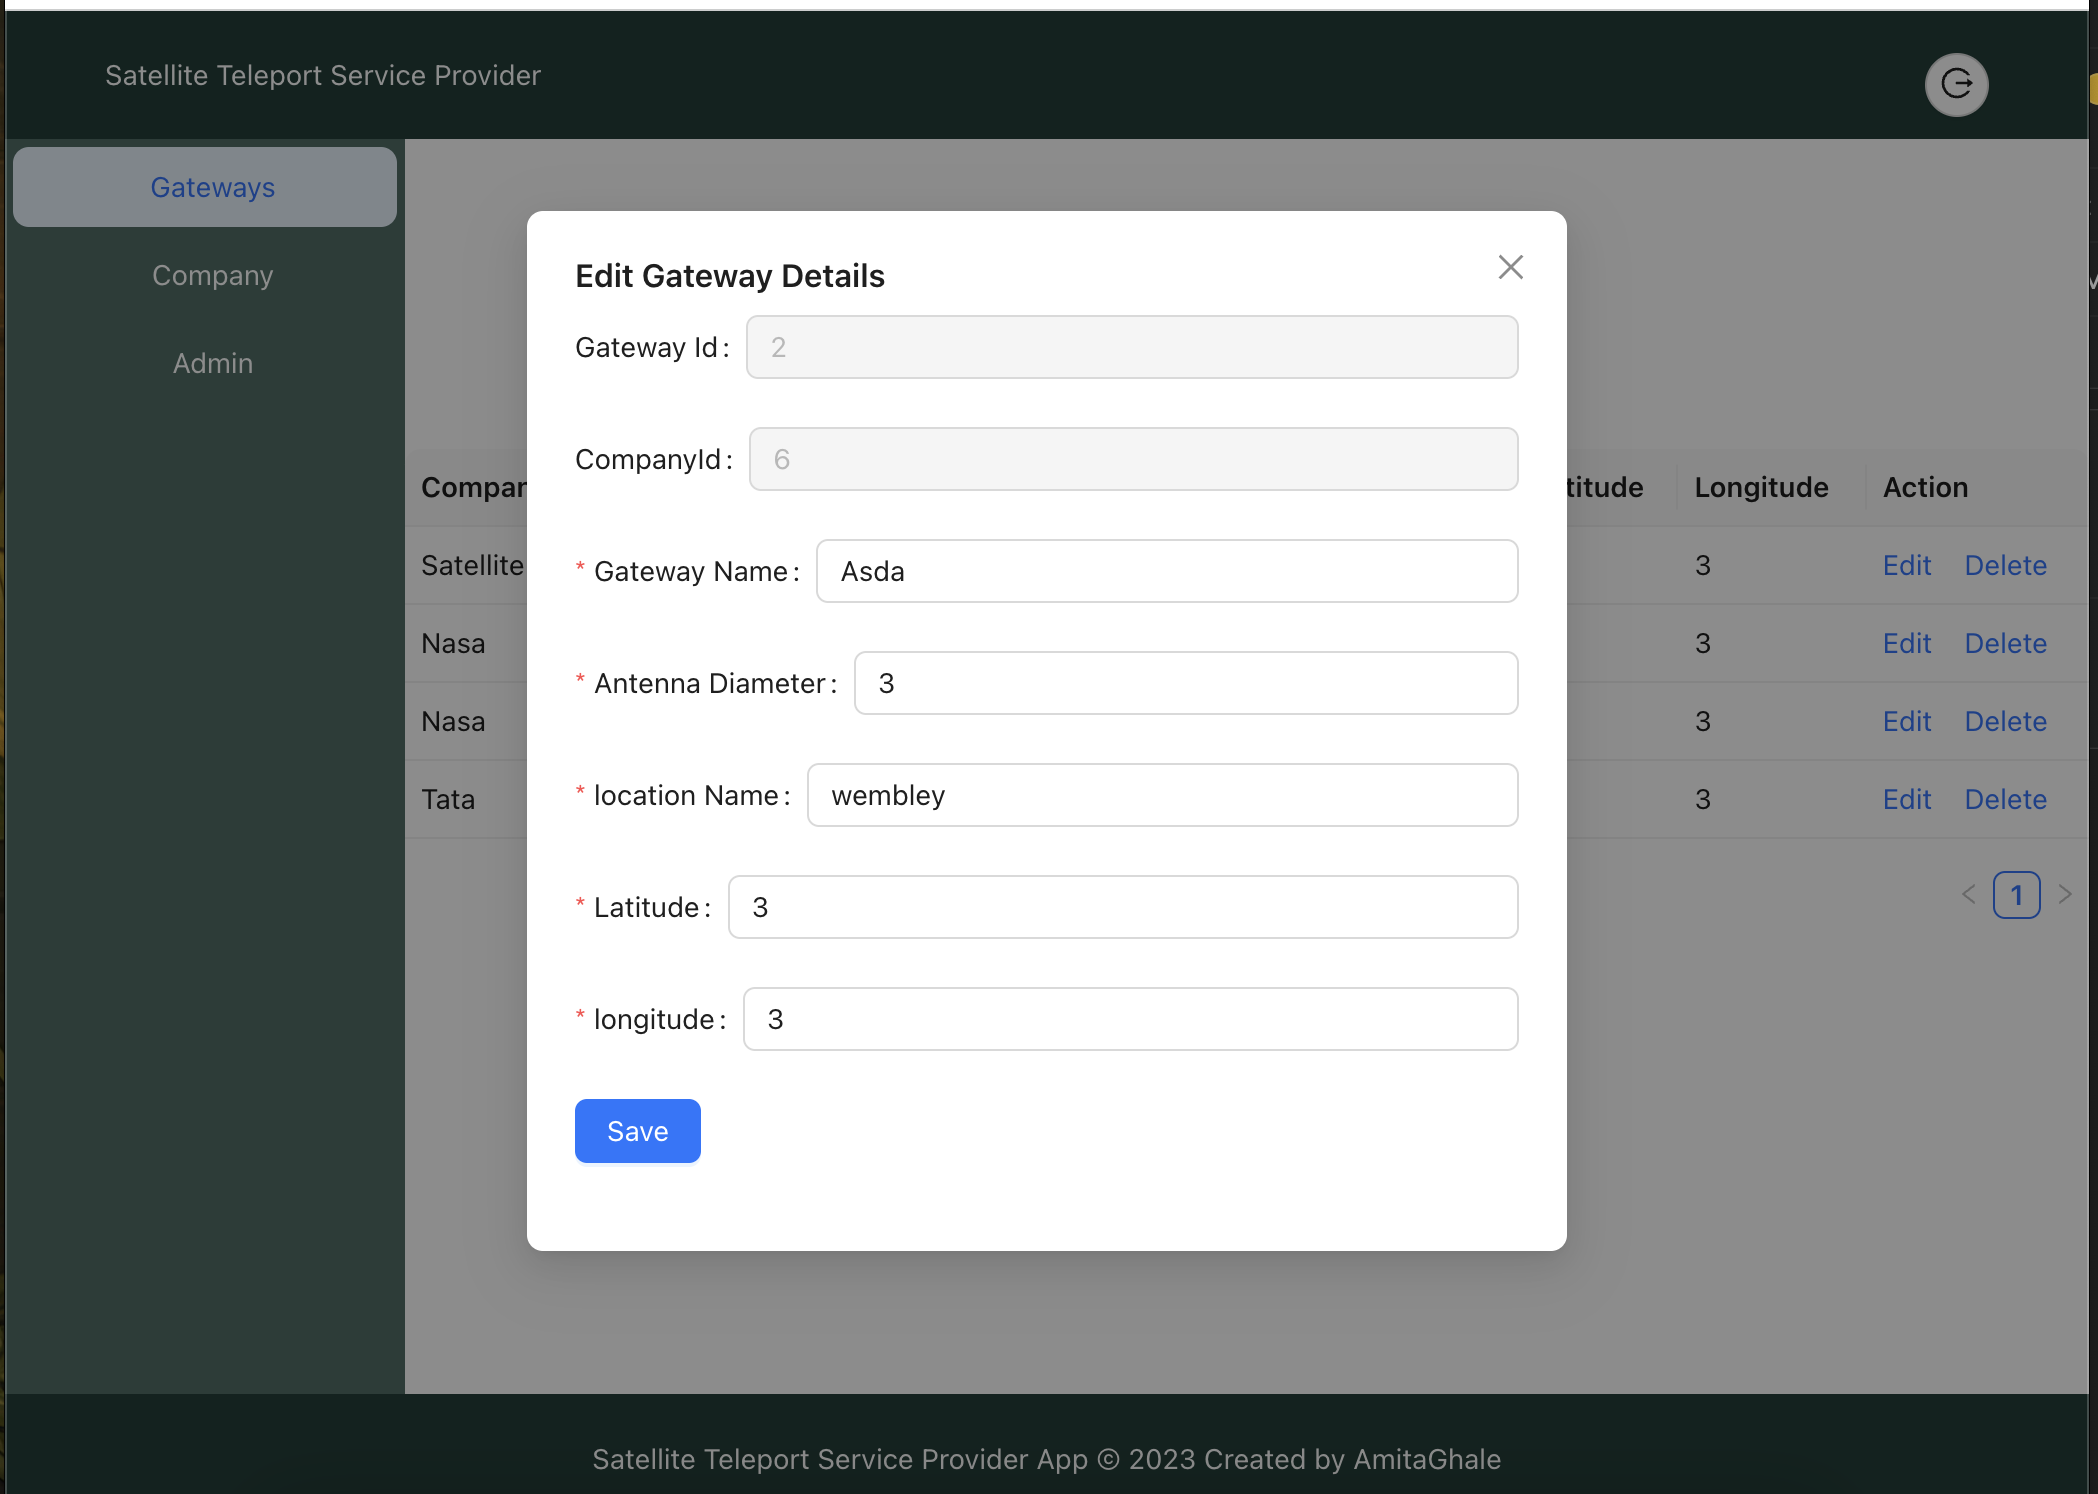 Satellite Teleport Service Provider
Gateways
Company
Admin
Edit Gateway Details
Gateway Id: 2
CompanyId: 6
* Gateway Name: Asda
* Antenna Diameter: 3
* location Name: wembley
* Latitude: 3
* longitude: 3
Save
Longitude Action
Satellite 3 Edit Delete
Nasa 3 Edit Delete
Nasa 3 Edit Delete
Tata 3 Edit Delete
< 1 >
Satellite Teleport Service Provider App © 2023 Created by AmitaGhale